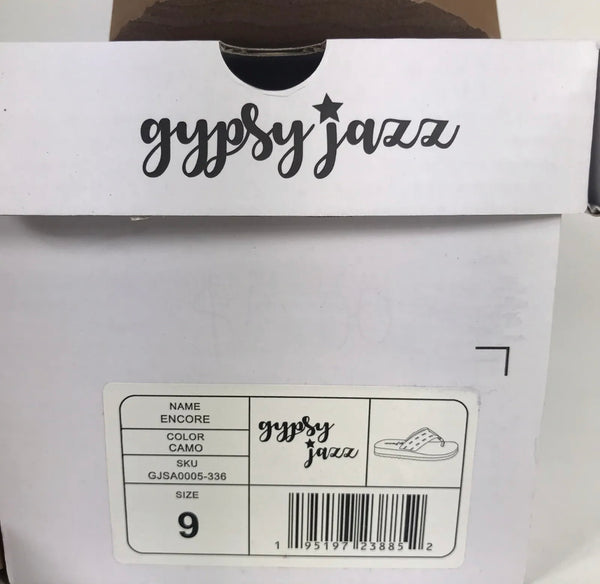 gypsy jazz
NAME
ENCORE
COLOR
CAMO
SKU
GJSA0005-336
SIZE
9
gypsy
jazz
1 95197 23885 2